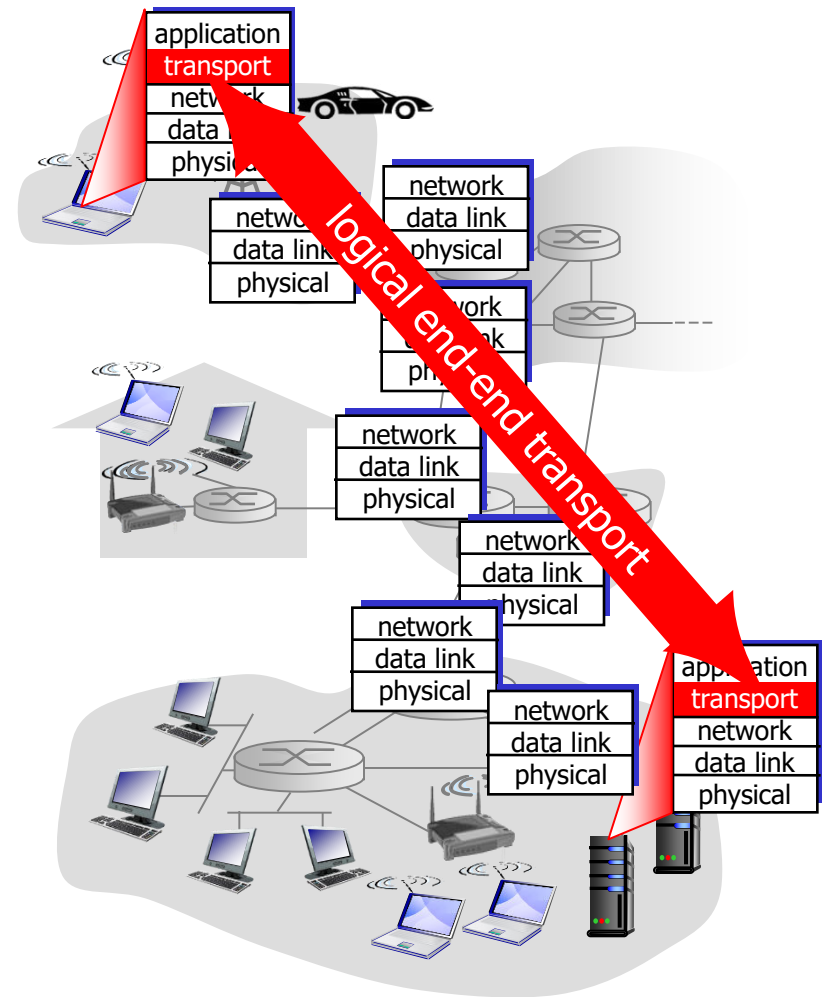 application
transport
network
data
physical
network
data link
physical
network
data link
physical
logical end-end transport
network
data link
physical
network
data link
physical
network
data link
physical
network
data link
physical
application
transport
network
data link
physical